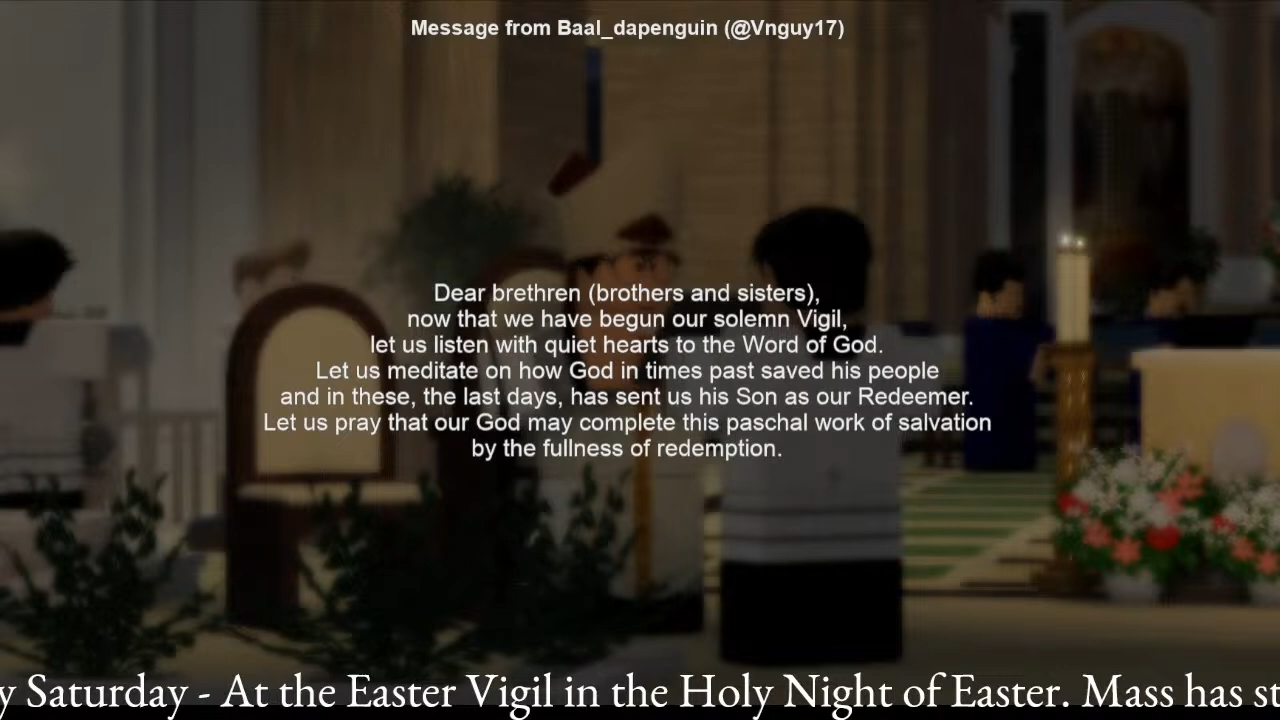 Message from Baal_dapenguin (@Vnguy17)
Dear brethren (brothers and sisters),
now that we have begun our solemn Vigil,
let us listen with quiet hearts to the Word of God.
Let us meditate on how God in times past saved his people
and in these, the last days, has sent us his Son as our Redeemer.
Let us pray that our God may complete this paschal work of salvation
by the fullness of redemption.
y Saturday - At the Easter Vigil in the Holy Night of Easter. Mass has st